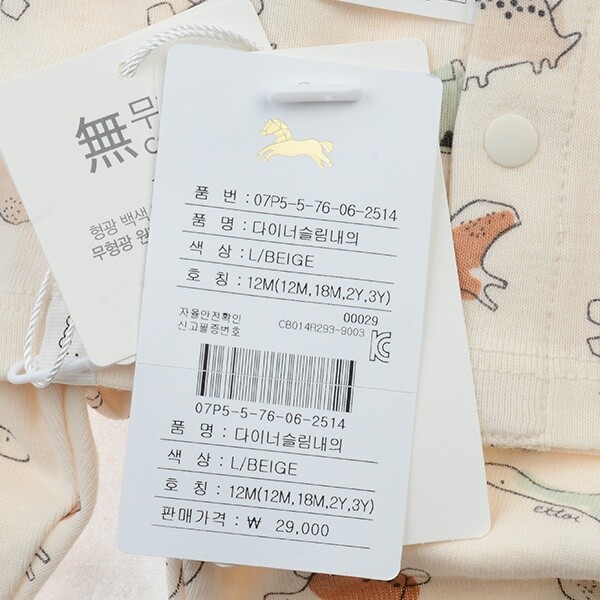 無 무
형광 백색
무형광 원
품 번 : 07P5-5-76-06-2514
품 명 : 다이너슬림내의
색 상 : L/BEIGE
호 칭 : 12M(12M,18M,2Y,3Y)
00029
자율안전확인
신고필증번호 CB014R293-9003
07P5-5-76-06-2514
품 명 : 다이너슬림내의
색 상 : L/BEIGE
호 칭 : 12M(12M,18M,2Y,3Y)
판매가격 : ₩ 29,000
ettoi